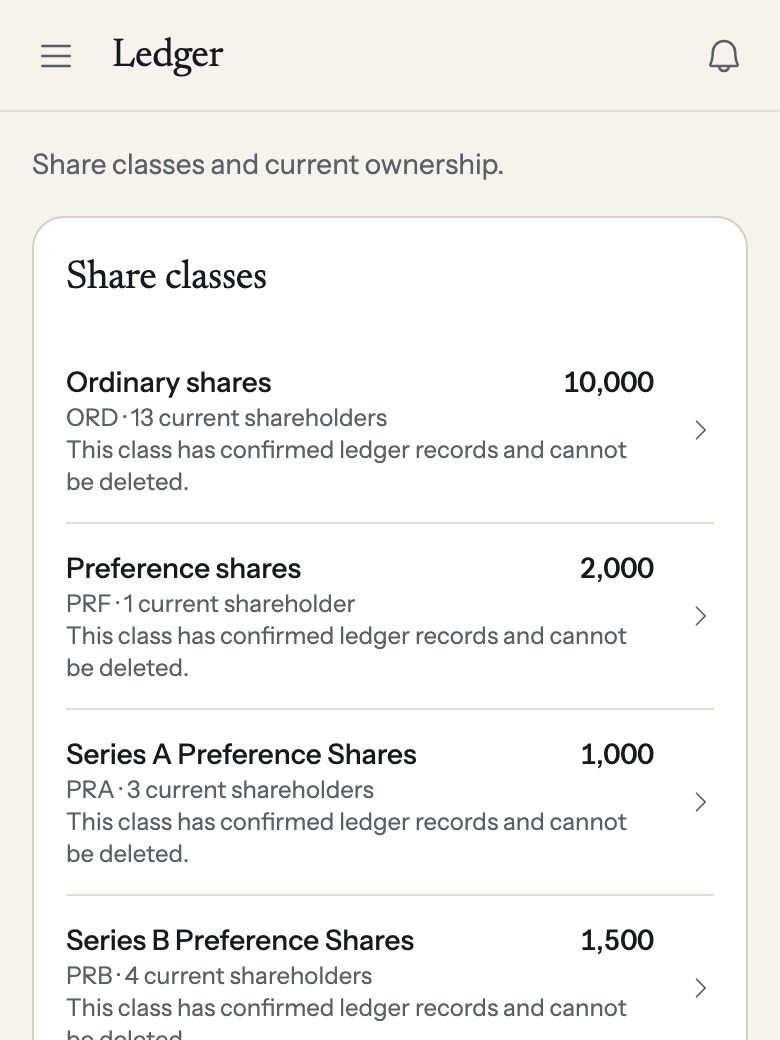 Ledger
Share classes and current ownership.
Share classes
Ordinary shares 10,000
ORD · 13 current shareholders
This class has confirmed ledger records and cannot
be deleted.
Preference shares 2,000
PRF · 1 current shareholder
This class has confirmed ledger records and cannot
be deleted.
Series A Preference Shares 1,000
PRA · 3 current shareholders
This class has confirmed ledger records and cannot
be deleted.
Series B Preference Shares 1,500
PRB · 4 current shareholders
This class has confirmed ledger records and cannot
be deleted.